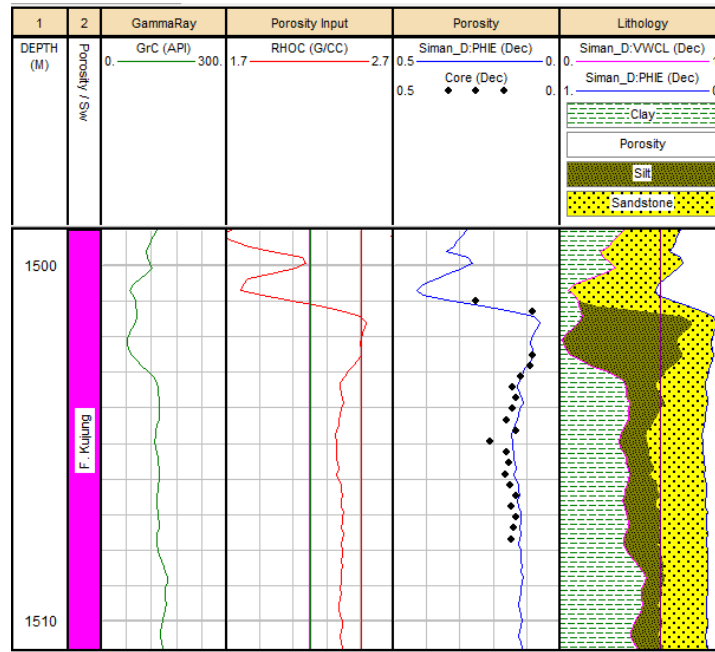 1 2 GammaRay Porosity Input Porosity Lithology
DEPTH
(M)
Porosity / Sw
GrC (API)
0. 300.
RHOC (G/CC)
1.7 2.7
Siman_D:PHIE (Dec)
0.5 0.
Core (Dec)
0.5 0.
Siman_D:VWCL (Dec)
0. 1
Siman_D:PHIE (Dec)
1. 0
Clay
Porosity
Silt
Sandstone
1500
F. Kujung
1510